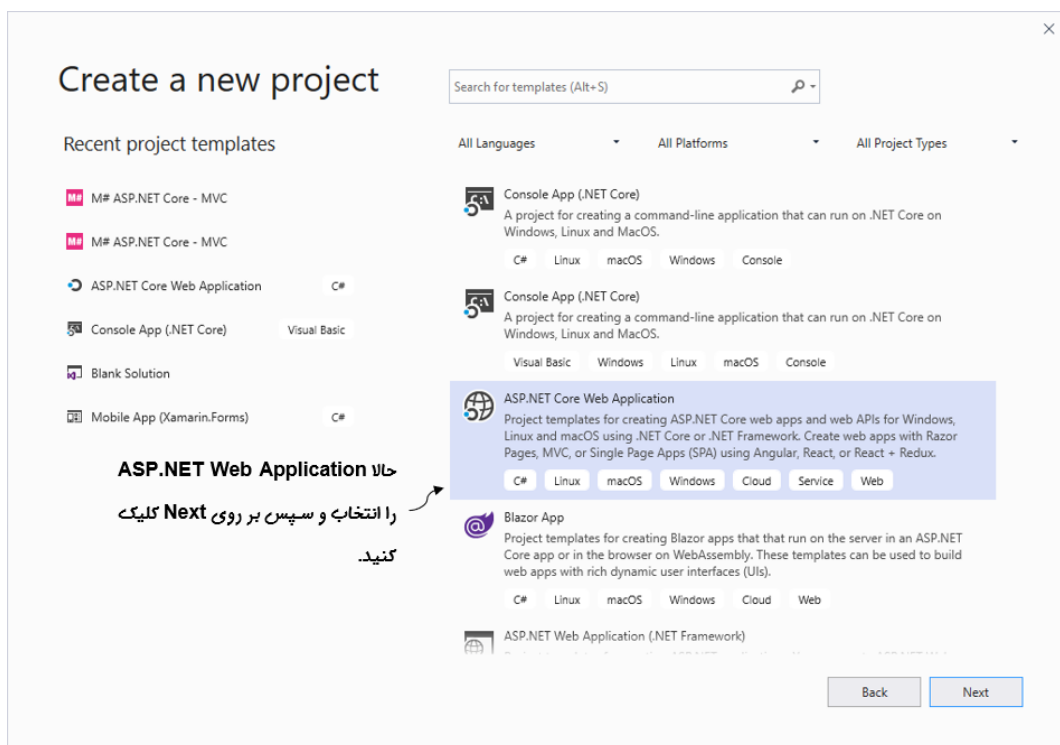 Create a new project
Search for templates (Alt+S)
Recent project templates
All Languages
All Platforms
All Project Types
M# M# ASP.NET Core - MVC
M# M# ASP.NET Core - MVC
ASP.NET Core Web Application C#
Console App (.NET Core) Visual Basic
Blank Solution
Mobile App (Xamarin.Forms) C#
حالا ASP.NET Web Application
را انتخاب و سپس بر روی Next کلیک
کنید.
Console App (.NET Core)
A project for creating a command-line application that can run on .NET Core on
Windows, Linux and MacOS.
C# Linux macOS Windows Console
Console App (.NET Core)
A project for creating a command-line application that can run on .NET Core on
Windows, Linux and MacOS.
Visual Basic Windows Linux macOS Console
ASP.NET Core Web Application
Project templates for creating ASP.NET Core web apps and web APIs for Windows,
Linux and macOS using .NET Core or .NET Framework. Create web apps with Razor
Pages, MVC, or Single Page Apps (SPA) using Angular, React, or React + Redux.
C# Linux macOS Windows Cloud Service Web
Blazor App
Project templates for creating Blazor apps that that run on the server in an ASP.NET
Core app or in the browser on WebAssembly. These templates can be used to build
web apps with rich dynamic user interfaces (UIs).
C# Linux macOS Windows Cloud Web
ASP.NET Web Application (.NET Framework)
Back
Next